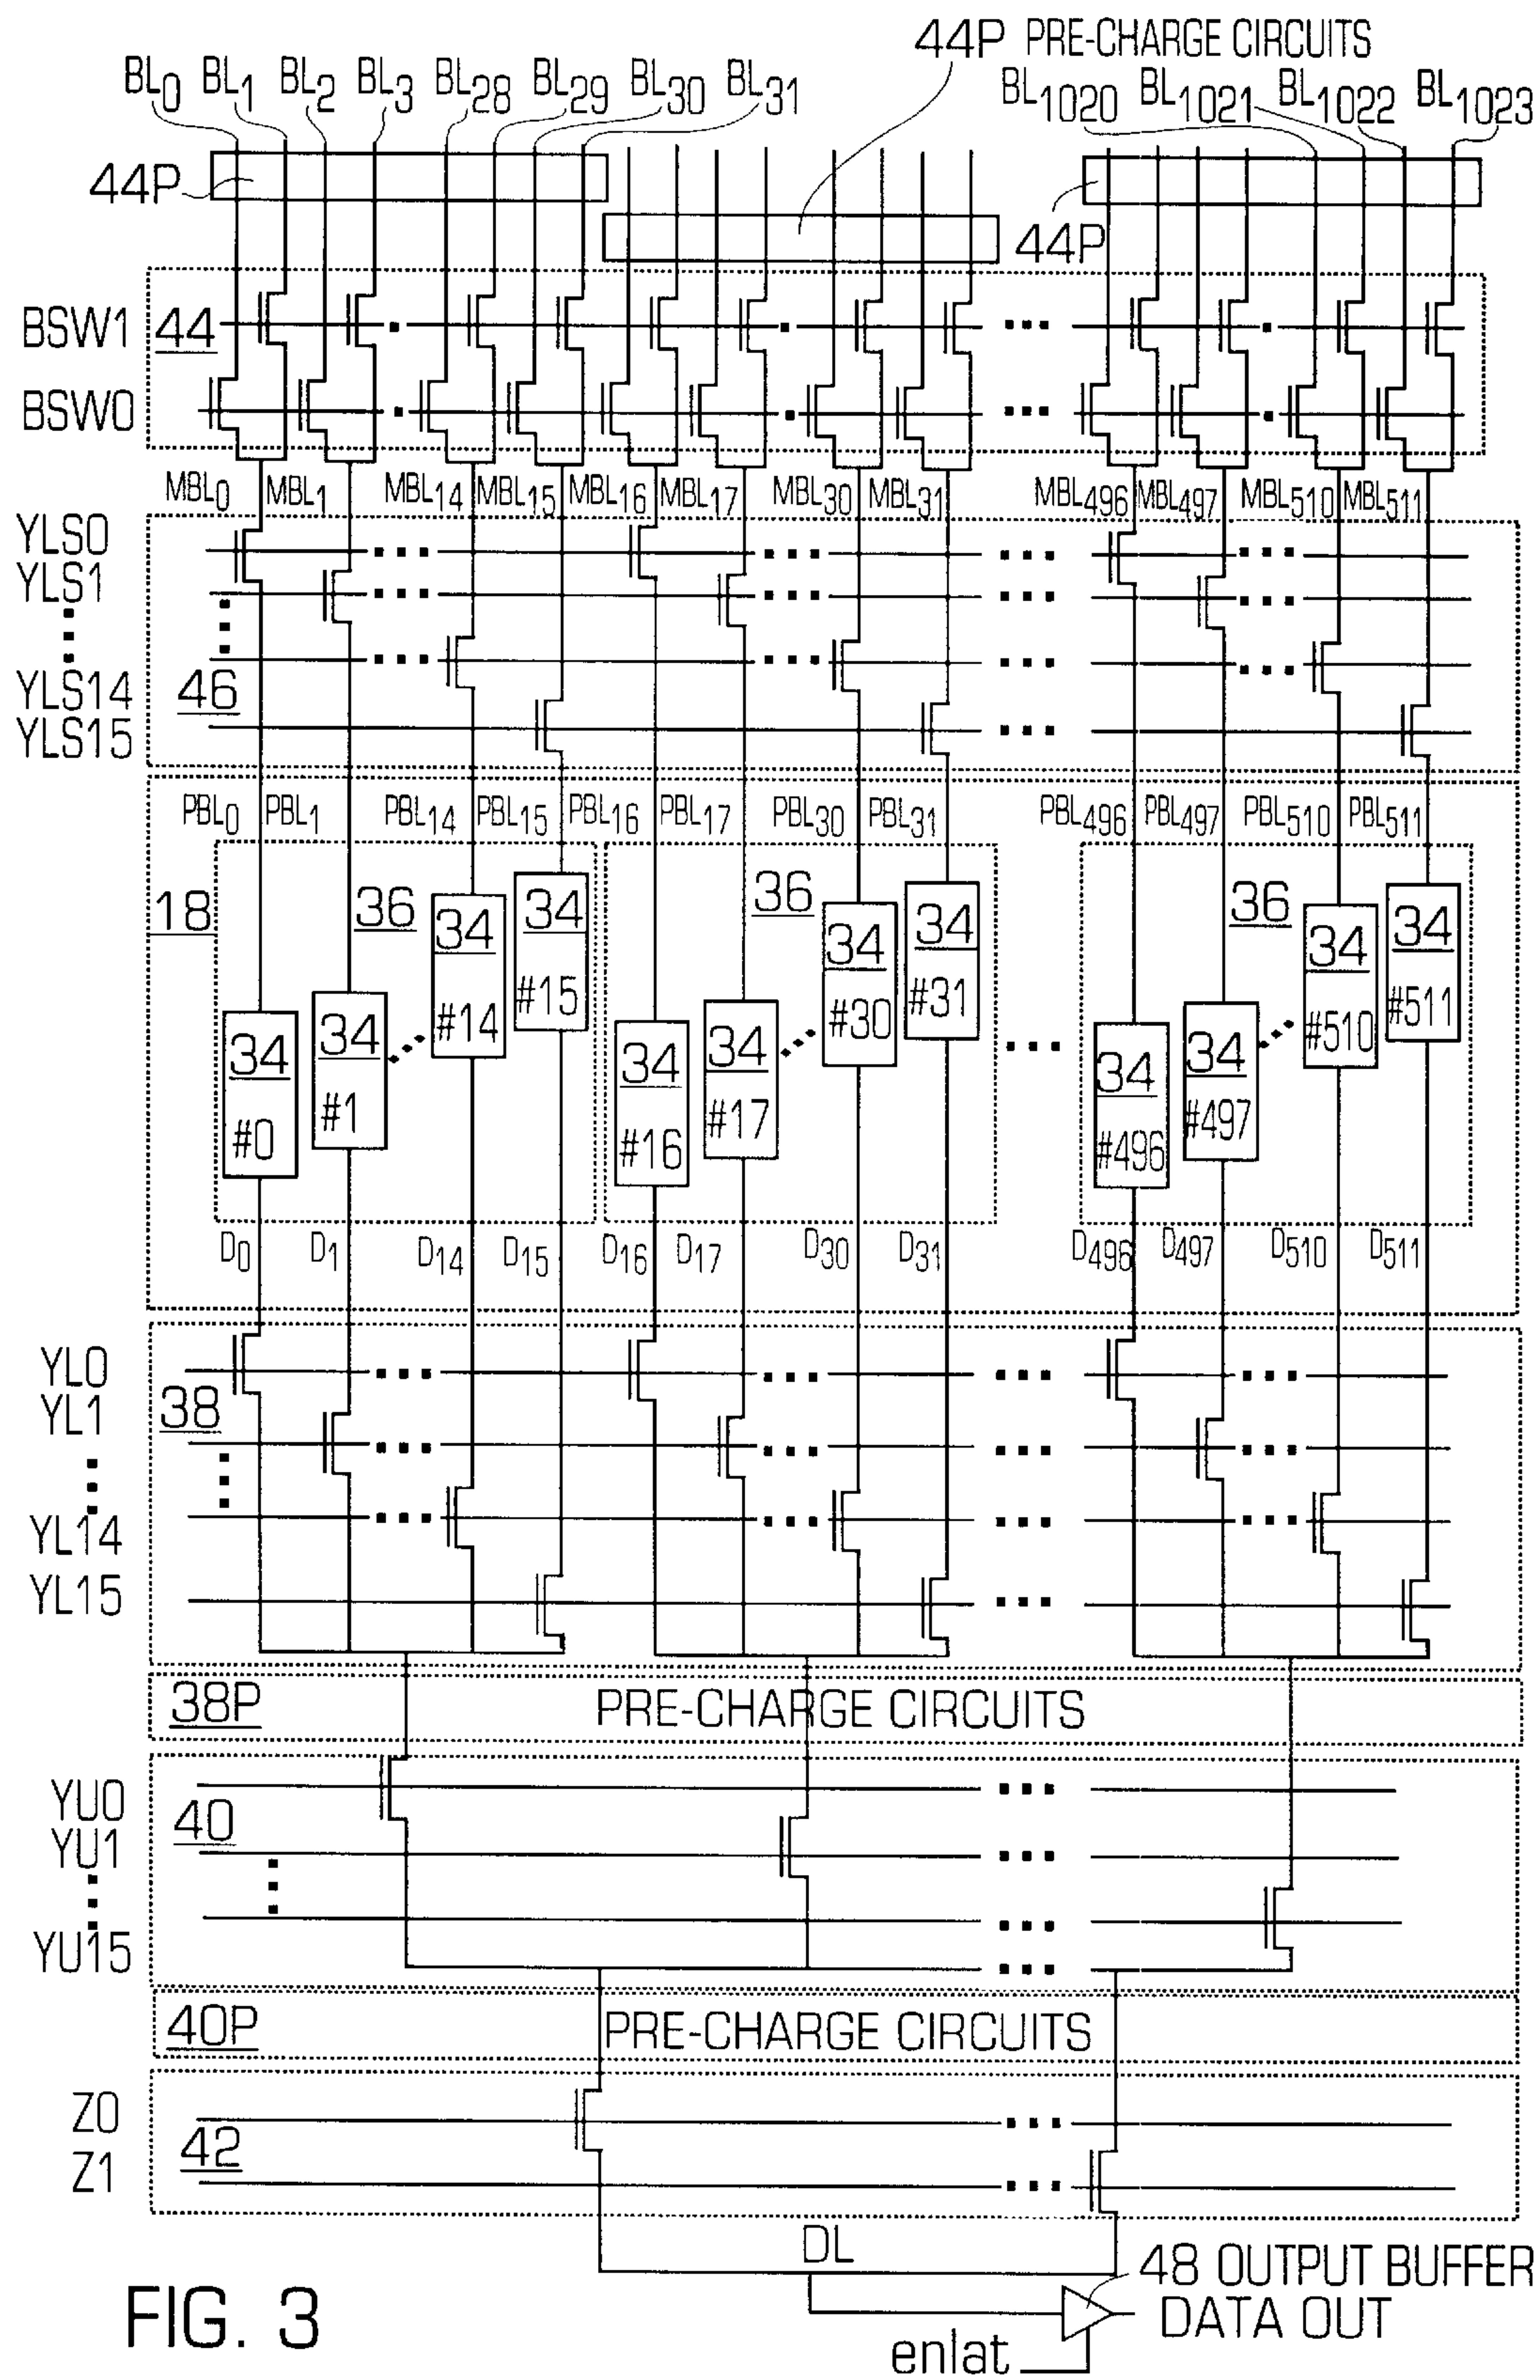 44P PRE-CHARGE CIRCUITS
BL0 BL1 BL2 BL3 BL28 BL29 BL30 BL31 BL1020 BL1021 BL1022 BL1023
44P
44P
BSW1 44
BSW0
MBL0 MBL1 MBL14 MBL15 MBL16 MBL17 MBL30 MBL31 MBL496 MBL497 MBL510 MBL511
YLS0
YLS1
YLS14 46
YLS15
PBL0 PBL1 PBL14 PBL15 PBL16 PBL17 PBL30 PBL31 PBL496 PBL497 PBL510 PBL511
18 36 36 36
34 #0 34 #1 34 #14 34 #15 34 #16 34 #17 34 #30 34 #31 34 #496 34 #497 34 #510 34 #511
D0 D1 D14 D15 D16 D17 D30 D31 D496 D497 D510 D511
YL0
YL1 38
YL14
YL15
38P PRE-CHARGE CIRCUITS
YU0 40
YU1
YU15
40P PRE-CHARGE CIRCUITS
Z0
Z1 42
DL
48 OUTPUT BUFFER
DATA OUT
enlat
FIG. 3